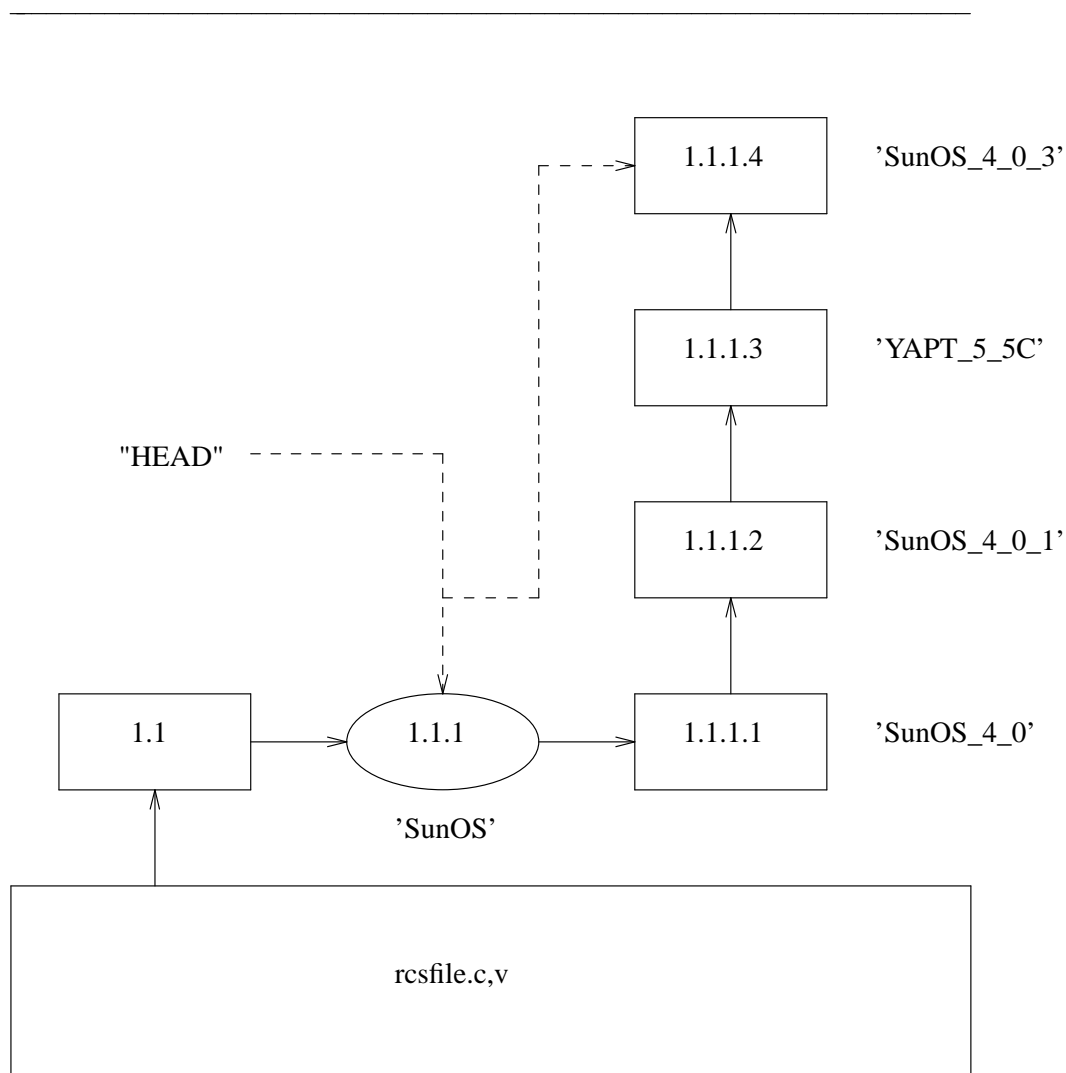 1.1.1.4 ’SunOS_4_0_3’
1.1.1.3 ’YAPT_5_5C’
"HEAD"
1.1.1.2 ’SunOS_4_0_1’
1.1 1.1.1 1.1.1.1 ’SunOS_4_0’
’SunOS’
rcsfile.c,v